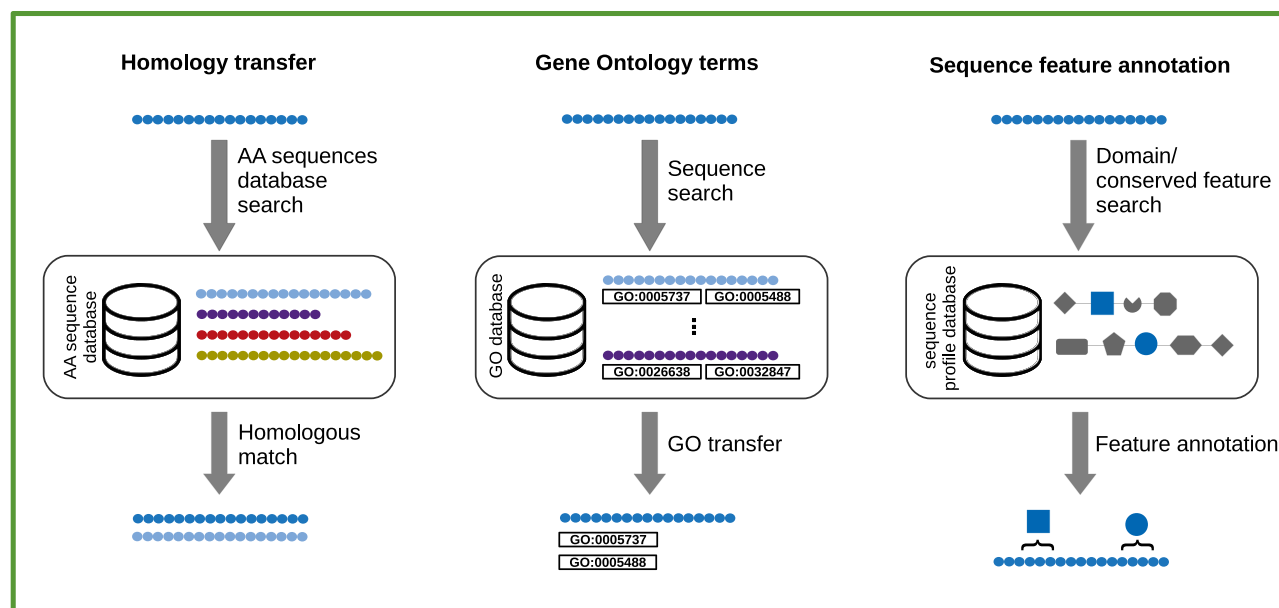 Homology transfer
AA sequences
database
search
AA sequence
database
Homologous
match
Gene Ontology terms
Sequence
search
GO database
GO:0005737 GO:0005488
GO:0026638 GO:0032847
GO transfer
GO:0005737
GO:0005488
Sequence feature annotation
Domain/
conserved feature
search
sequence
profile database
Feature annotation